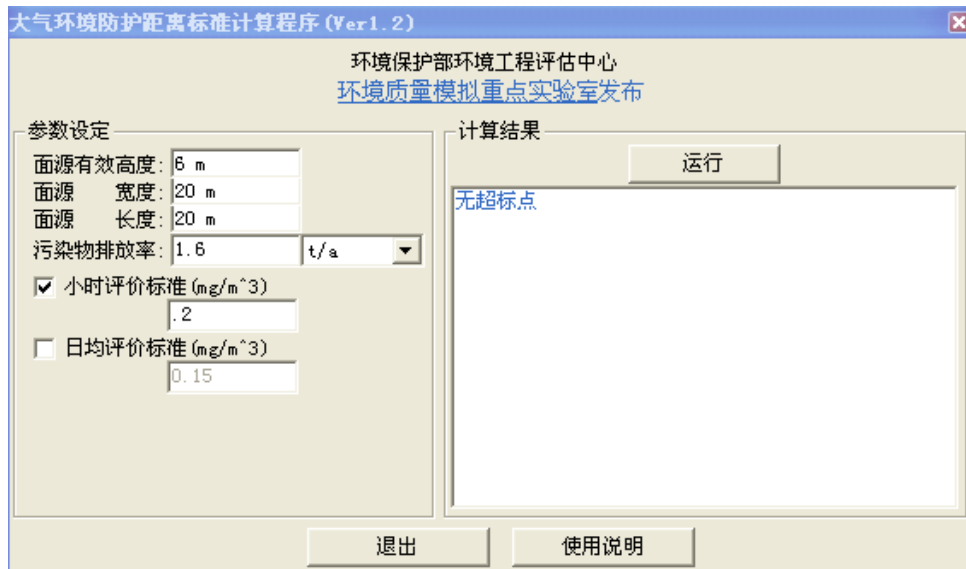 大气环境防护距离标准计算程序(Ver1.2)
环境保护部环境工程评估中心
环境质量模拟重点实验室发布
参数设定
面源有效高度: 6 m
面源 宽度: 20 m
面源 长度: 20 m
污染物排放率: 1.6 t/a
小时评价标准(mg/m^3)
.2
日均评价标准(mg/m^3)
0.15
计算结果
运行
无超标点
退出 使用说明